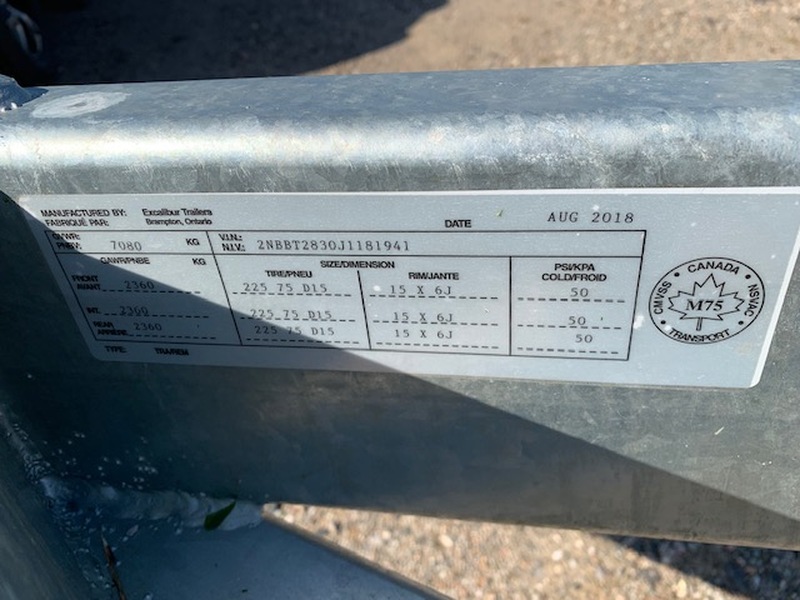 MANUFACTURED BY: Excalibur Trailers
FABRIQUÉ PAR: Brampton, Ontario
DATE AUG 2018
GVWR: V.I.N.:
PNBV: 7080 KG N.I.V.: 2NBBT2830J1181941
GAWR/PNBE KG SIZE/DIMENSION
TIRE/PNEU RIM/JANTE PSI/KPA
COLD/FROID
FRONT
AVANT 2360 225 75 D15 15 X 6J 50
INT. 2360 225 75 D15 15 X 6J 50
REAR
ARRIÈRE 2360 225 75 D15 15 X 6J 50
TYPE: TRA/REM
CANADA
CMVSS
NSVAC
M75
TRANSPORT